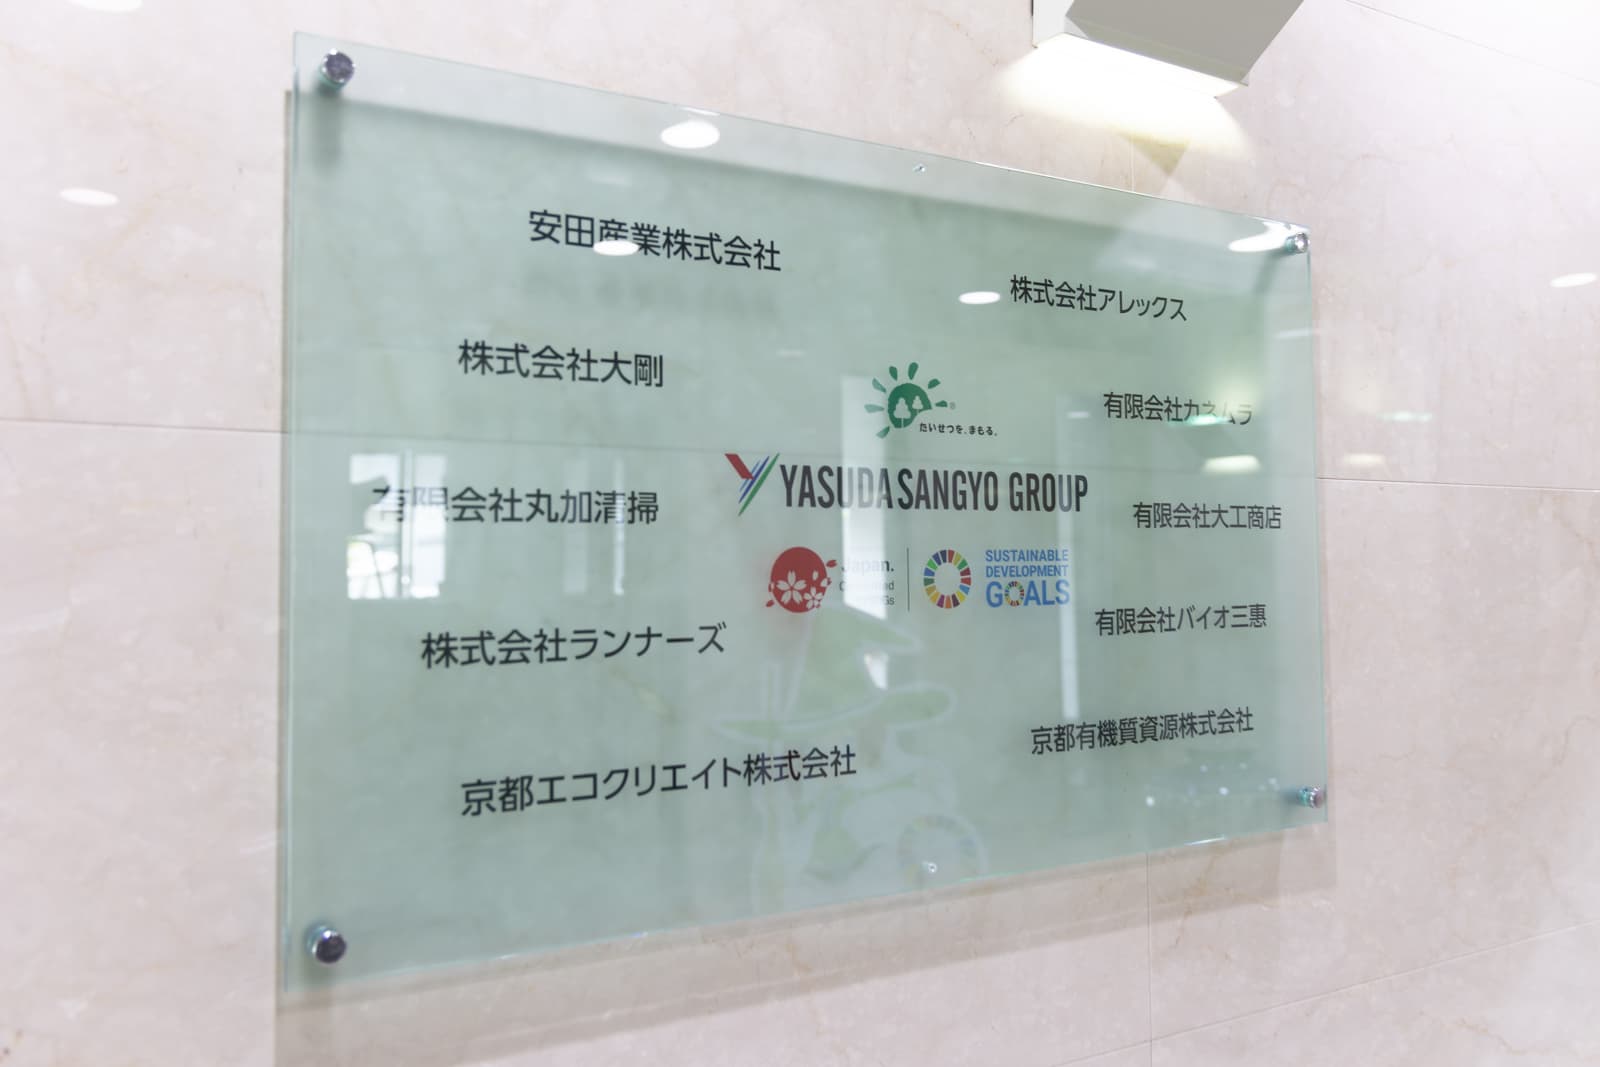 安田産業株式会社
株式会社大剛
有限会社丸加清掃
株式会社ランナーズ
京都エコクリエイト株式会社
たいせつを、まもる。
YASUDA SANGYO GROUP
Japan.
SUSTAINABLE
DEVELOPMENT
GOALS
株式会社アレックス
有限会社カネムラ
有限会社大工商店
有限会社バイオ三惠
京都有機質資源株式会社